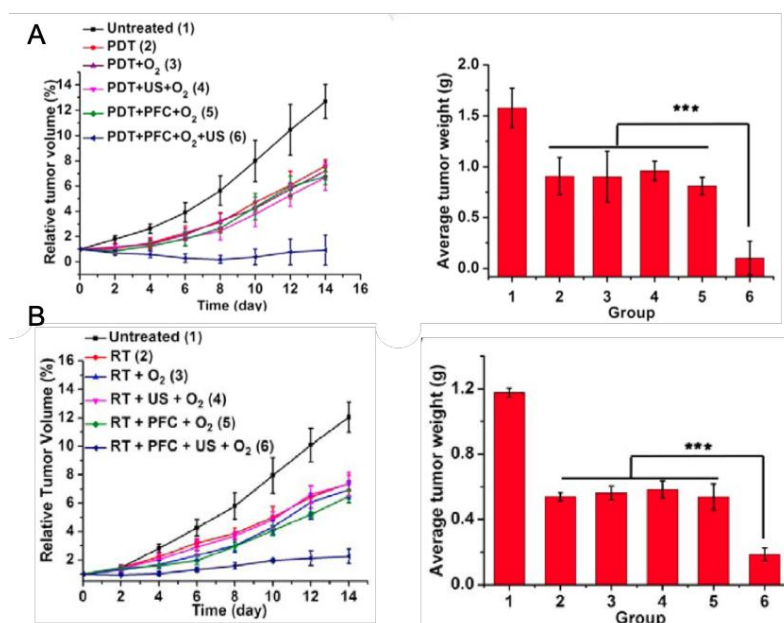 A
Untreated (1)
PDT (2)
PDT+O₂ (3)
PDT+US+O₂ (4)
PDT+PFC+O₂ (5)
PDT+PFC+O₂+US (6)
Relative tumor volume (%)
14
12
10
8
6
4
2
0
0 2 4 6 8 10 12 14 16
Time (day)
Average tumor weight (g)
1.5
1.0
0.5
0.0
***
1 2 3 4 5 6
Group
B
Untreated (1)
RT (2)
RT + O₂ (3)
RT + US + O₂ (4)
RT + PFC + O₂ (5)
RT + PFC + US + O₂ (6)
Relative Tumor Volume (%)
16
14
12
10
8
6
4
2
0 2 4 6 8 10 12 14
Time (day)
Average tumor weight (g)
1.2
0.8
0.4
0.0
***
1 2 3 4 5 6
Group